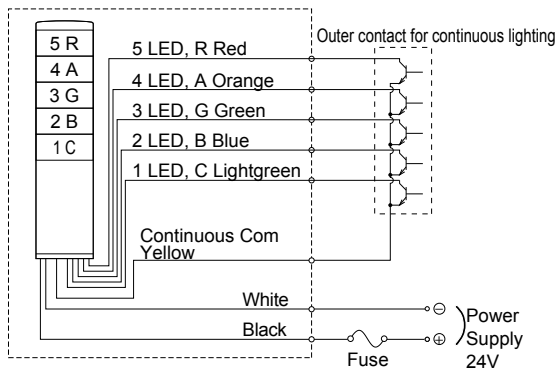 5 R
4 A
3 G
2 B
1 C
5 LED, R Red
4 LED, A Orange
3 LED, G Green
2 LED, B Blue
1 LED, C Lightgreen
Continuous Com
Yellow
White
Black
Outer contact for continuous lighting
Fuse
⊖
⊕
Power
Supply
24V